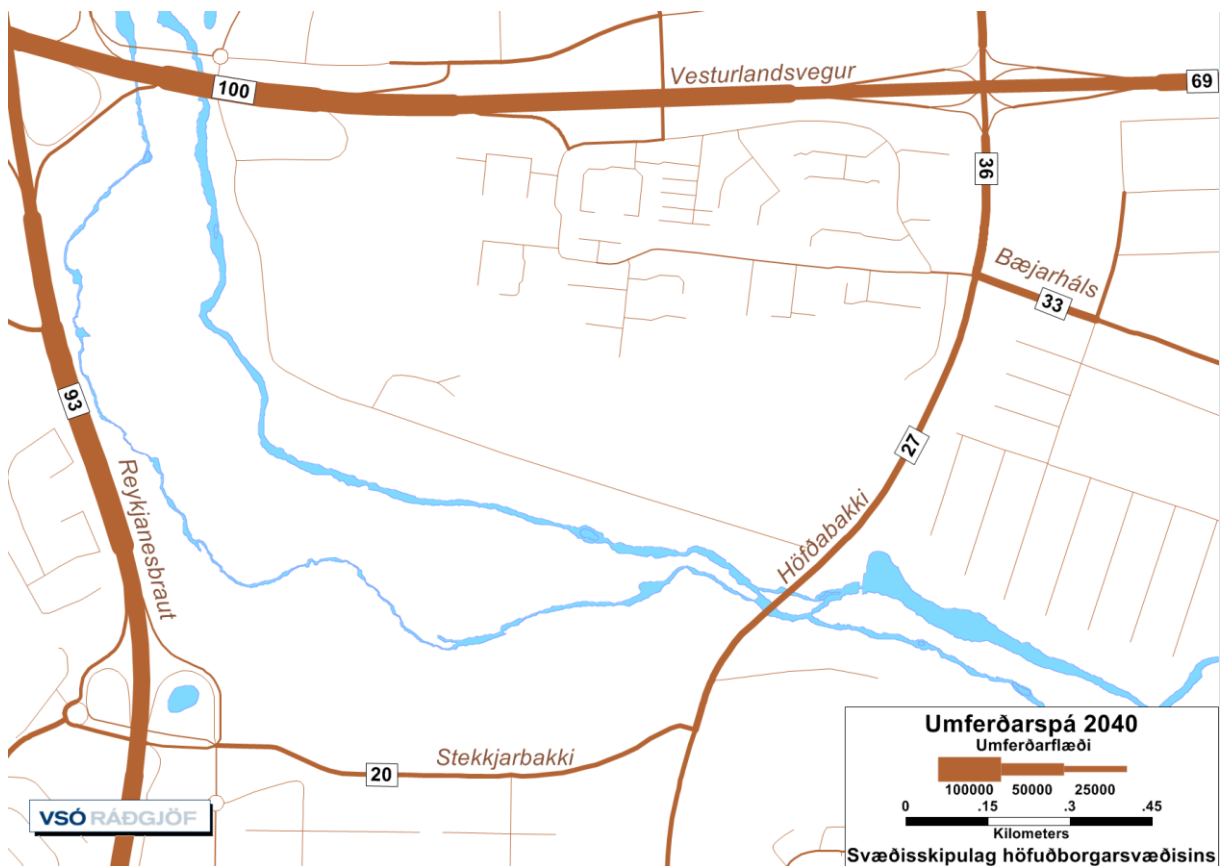 Vesturlandsvegur
100
69
36
Bæjarháls
33
93
27
Reykjanesbraut
Höfðabakki
Stekkjarbakki
20
VSÓ RÁÐGJÖF
Umferðarspá 2040
Umferðarflæði
100000 50000 25000
0 .15 .3 .45
Kilometers
Svæðisskipulag höfuðborgarsvæðisins